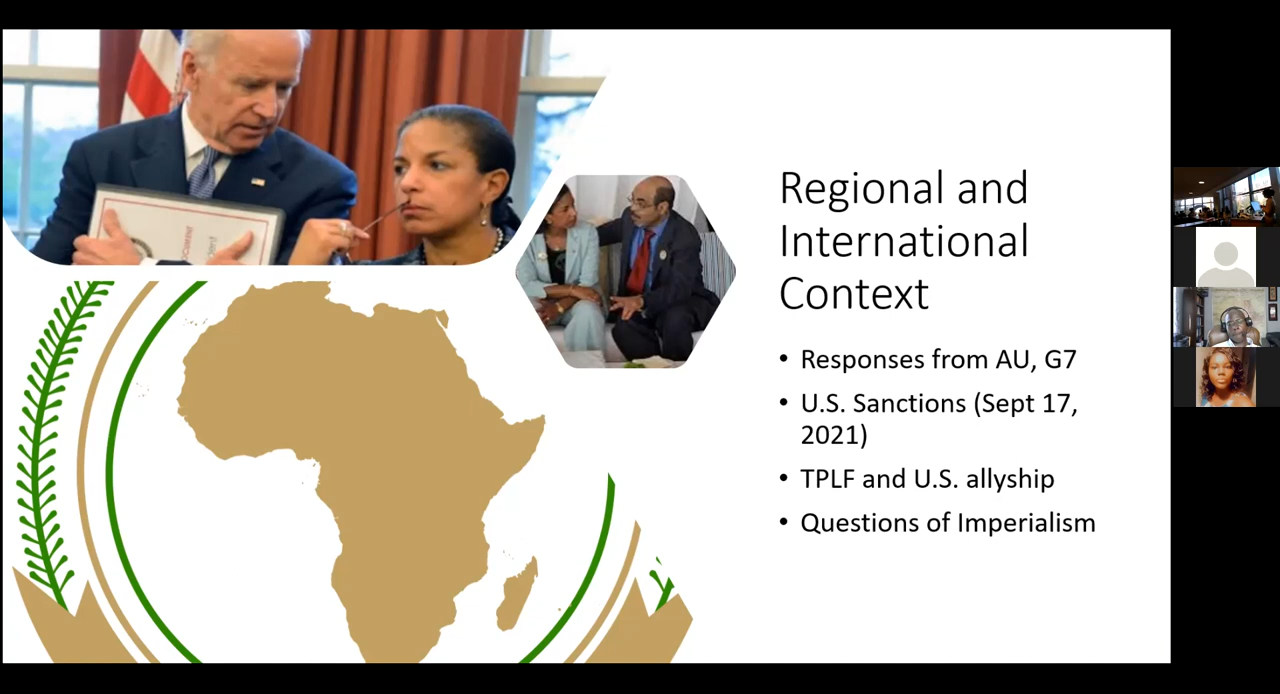 Regional and
International
Context
• Responses from AU, G7
• U.S. Sanctions (Sept 17,
2021)
• TPLF and U.S. allyship
• Questions of Imperialism